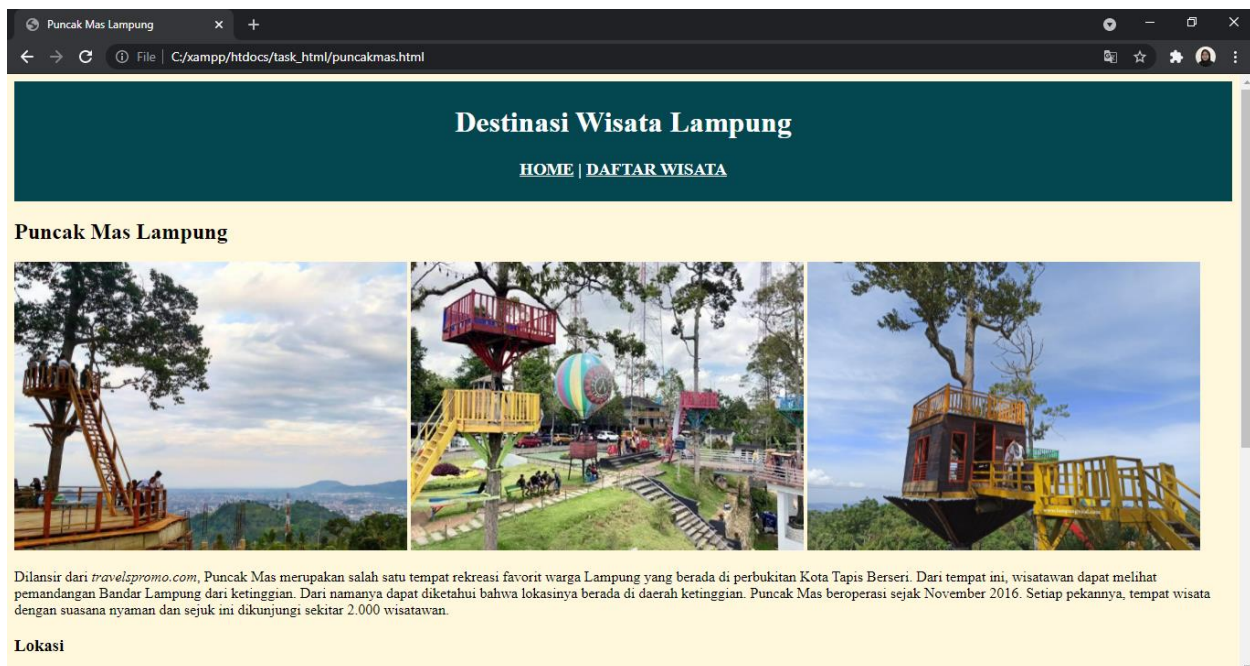 Puncak Mas Lampung
File | C:/xampp/htdocs/task_html/puncakmas.html
Destinasi Wisata Lampung
HOME | DAFTAR WISATA
Puncak Mas Lampung
Dilansir dari travelspromo.com, Puncak Mas merupakan salah satu tempat rekreasi favorit warga Lampung yang berada di perbukitan Kota Tapis Berseri. Dari tempat ini, wisatawan dapat melihat
pemandangan Bandar Lampung dari ketinggian. Dari namanya dapat diketahui bahwa lokasinya berada di daerah ketinggian. Puncak Mas beroperasi sejak November 2016. Setiap pekannya, tempat wisata
dengan suasana nyaman dan sejuk ini dikunjungi sekitar 2.000 wisatawan.
Lokasi